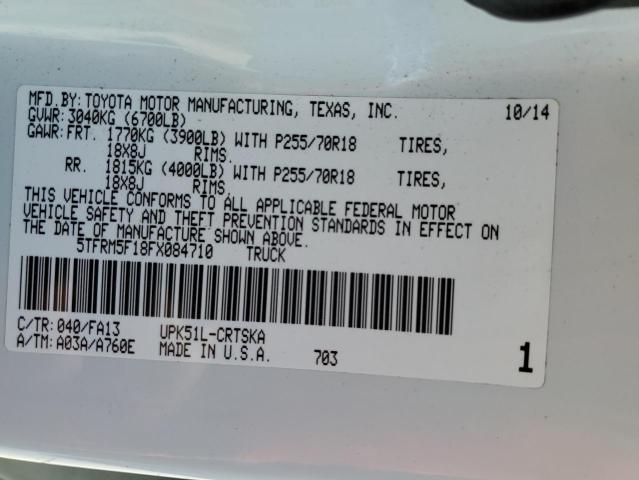 MFD.BY:TOYOTA MOTOR MANUFACTURING, TEXAS, INC. 10/14
GVWR:3040KG (6700LB)
GAWR:FRT. 1770KG (3900LB) WITH P255/70R18 TIRES,
18X8J RIMS.
RR. 1815KG (4000LB) WITH P255/70R18 TIRES,
18X8J RIMS.
THIS VEHICLE CONFORMS TO ALL APPLICABLE FEDERAL MOTOR
VEHICLE SAFETY AND THEFT PREVENTION STANDARDS IN EFFECT ON
THE DATE OF MANUFACTURE SHOWN ABOVE.
5TFRM5F18FX084710 TRUCK
C/TR:040/FA13 UPK51L-CRTSKA
A/TM:A03A/A760E MADE IN U.S.A. 703 1